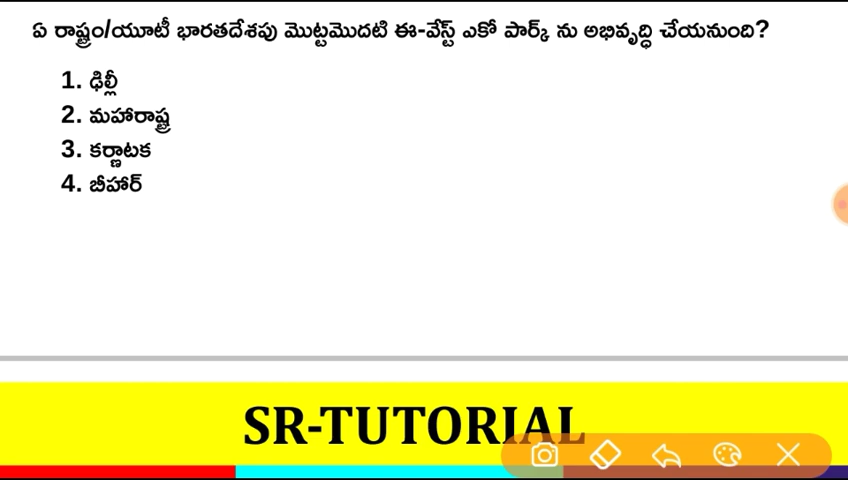 ఏ రాష్ట్రం/యూటీ భారతదేశపు మొట్టమొదటి ఈ-వేస్ట్ ఎకో పార్క్ ను అభివృద్ధి చేయనుంది?
1. ఢిల్లీ
2. మహారాష్ట్ర
3. కర్ణాటక
4. బీహార్
SR-TUTORIAL